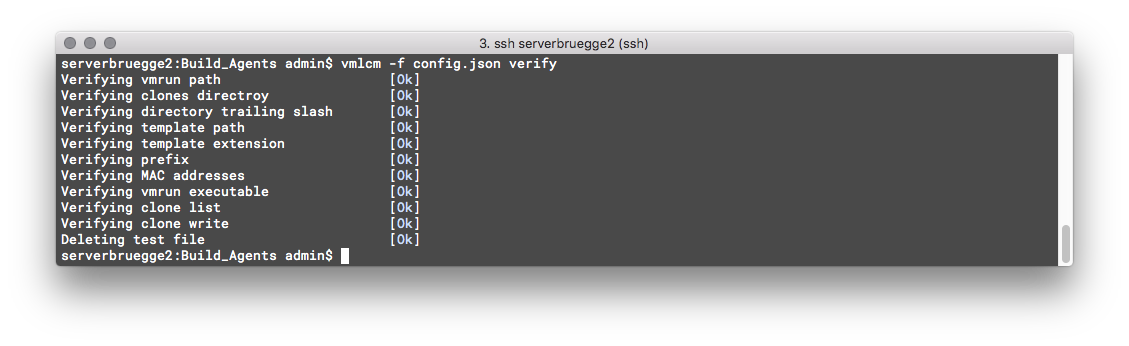 3. ssh serverbruegge2 (ssh)
serverbruegge2:Build_Agents admin$ vmlcm -f config.json verify
Verifying vmrun path [Ok]
Verifying clones directroy [Ok]
Verifying directory trailing slash [Ok]
Verifying template path [Ok]
Verifying template extension [Ok]
Verifying prefix [Ok]
Verifying MAC addresses [Ok]
Verifying vmrun executable [Ok]
Verifying clone list [Ok]
Verifying clone write [Ok]
Deleting test file [Ok]
serverbruegge2:Build_Agents admin$